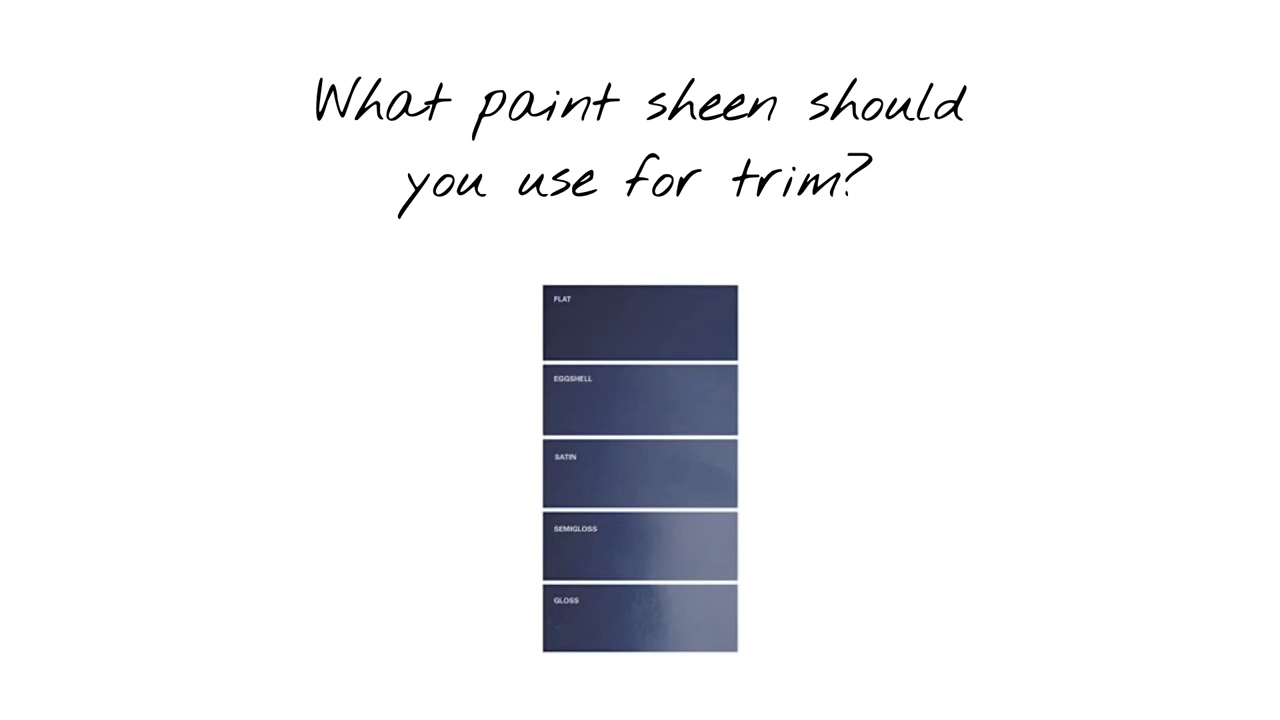 What paint sheen should
you use for trim?
FLAT
EGGSHELL
SATIN
SEMIGLOSS
GLOSS